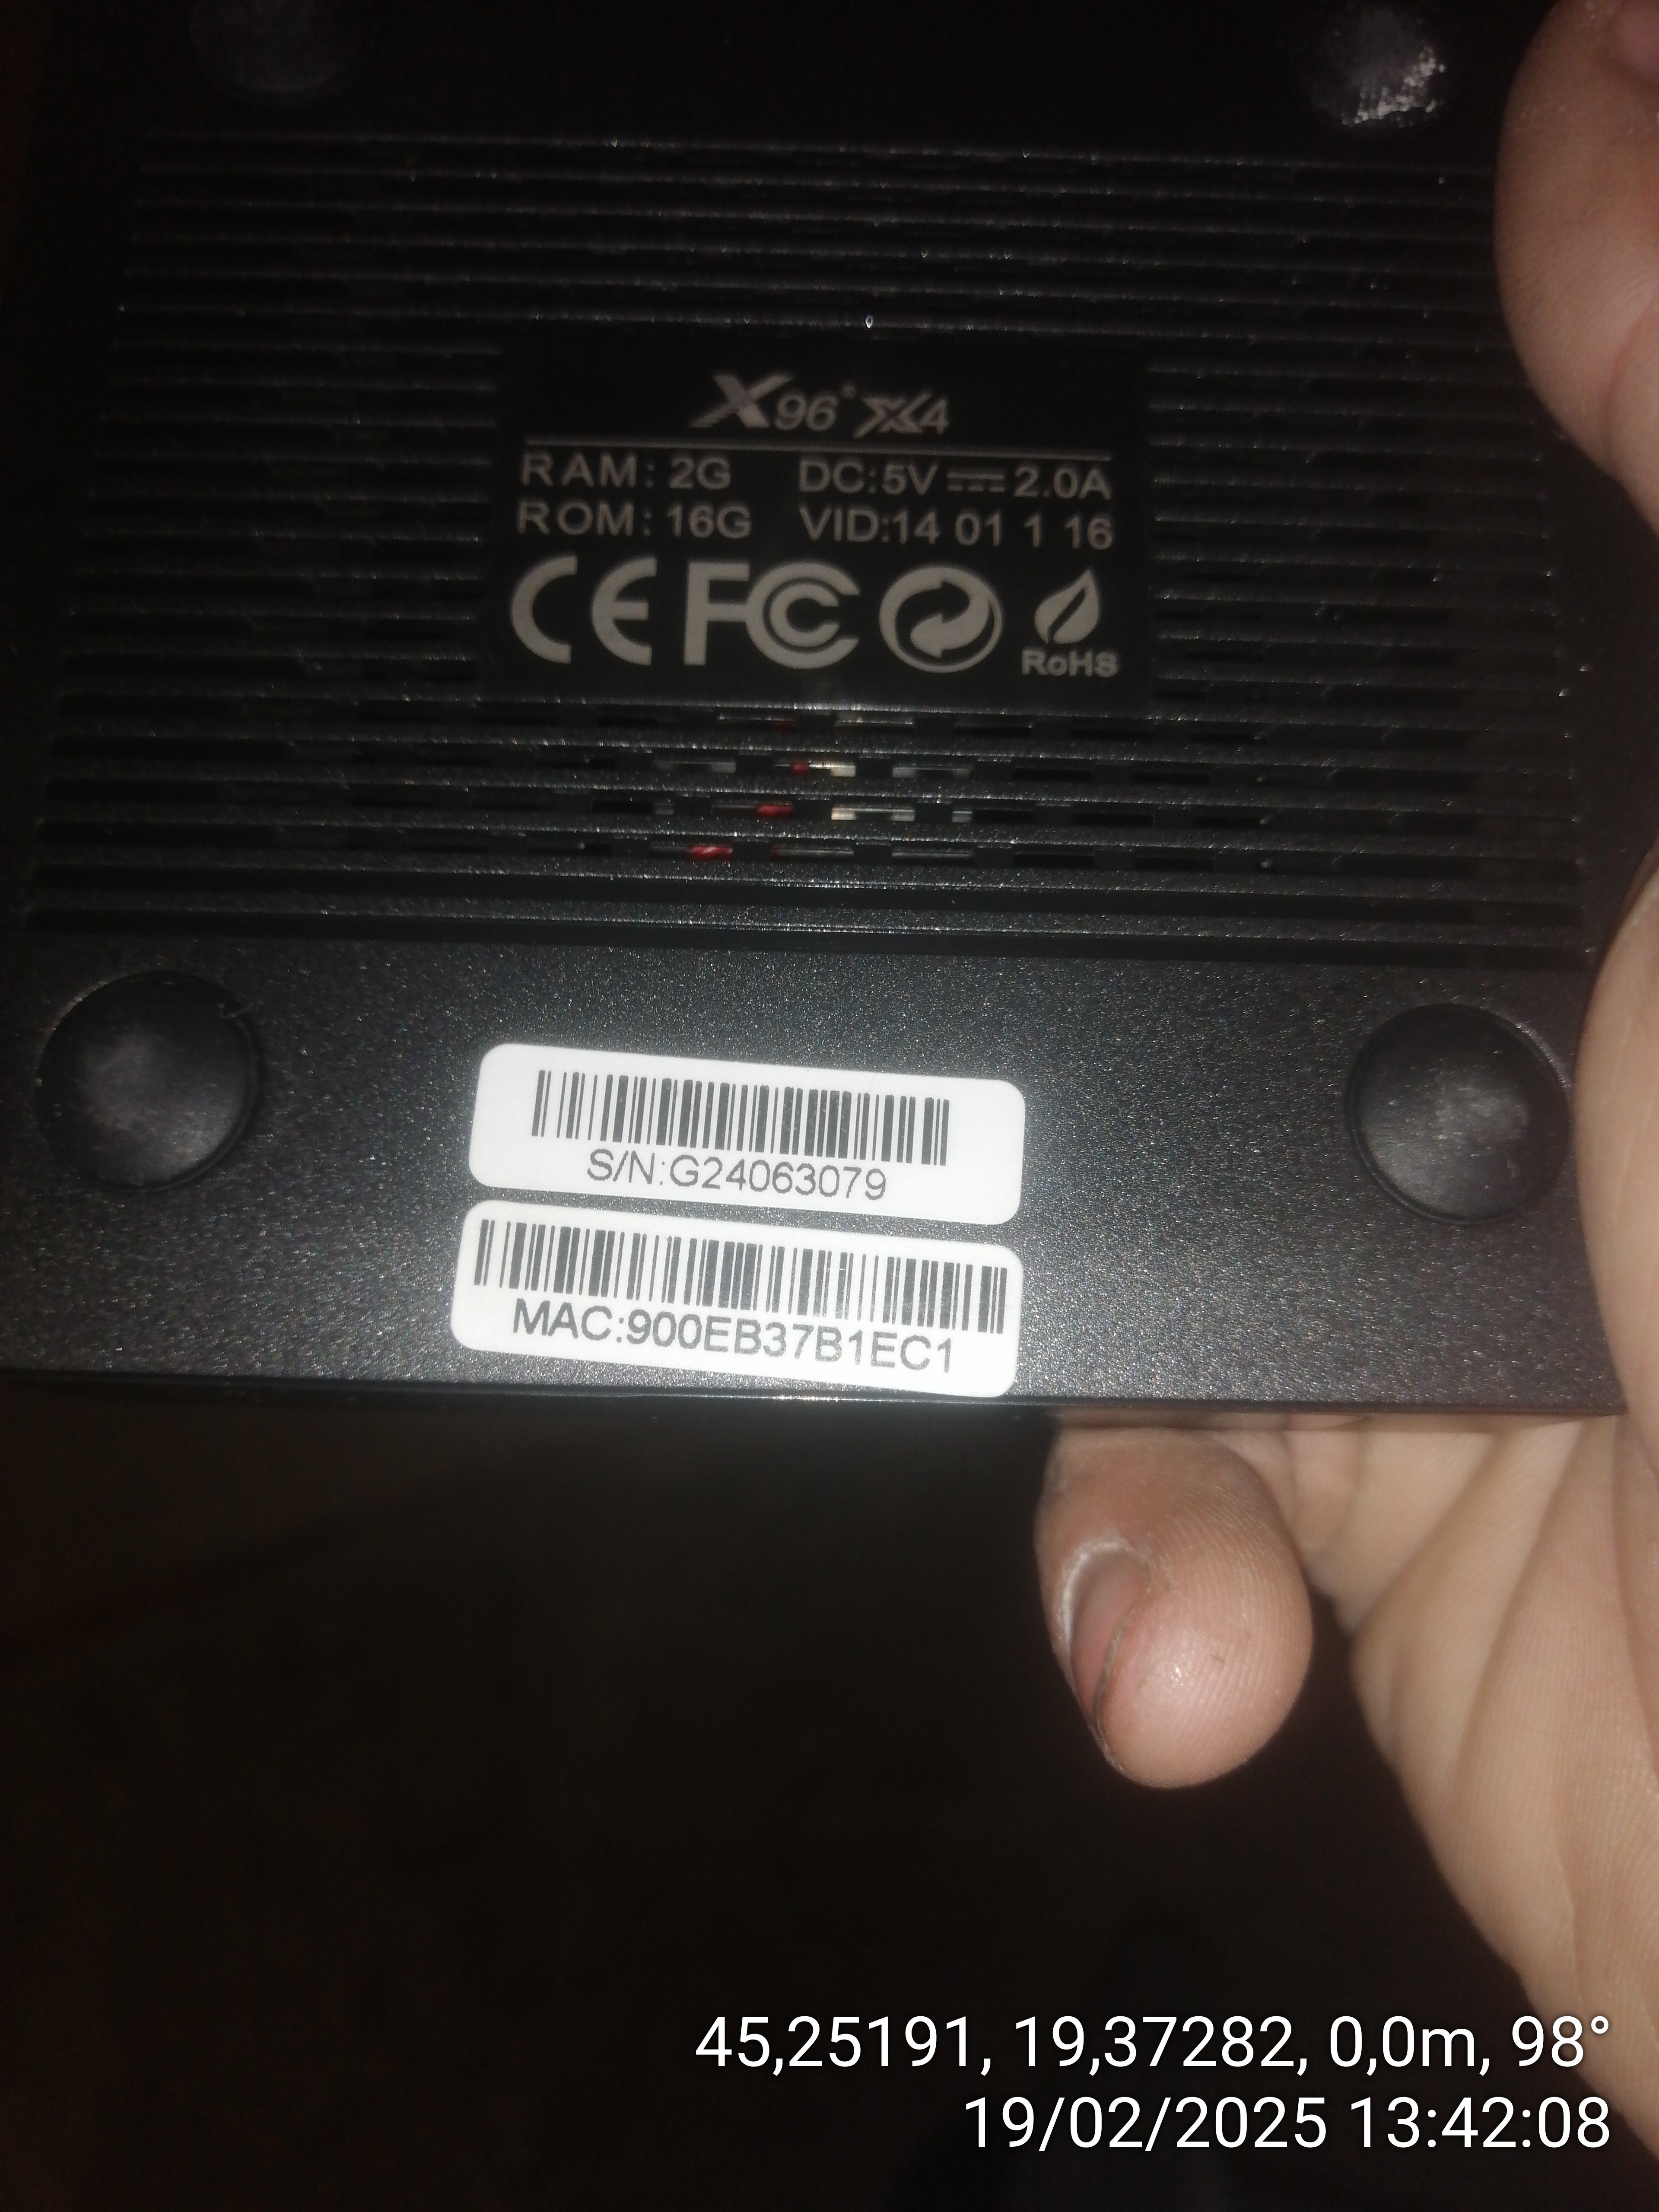 X96 X4
RAM: 2G DC:5V ⎓ 2.0A
ROM: 16G VID:14 01 1 16
CE FC RoHS
S/N:G24063079
MAC:900EB37B1EC1
45,25191, 19,37282, 0,0m, 98°
19/02/2025 13:42:08